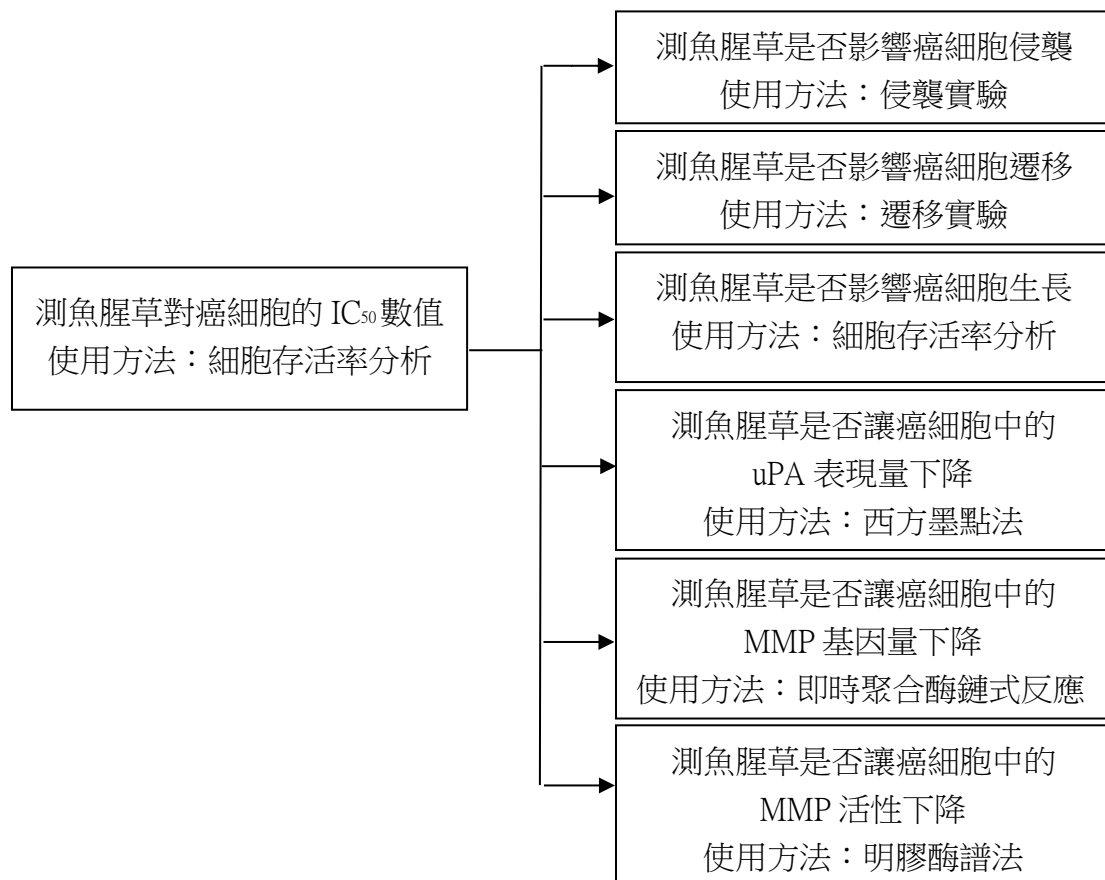 測魚腥草對癌細胞的 IC₅₀ 數值
使用方法：細胞存活率分析
測魚腥草是否影響癌細胞侵襲
使用方法：侵襲實驗
測魚腥草是否影響癌細胞遷移
使用方法：遷移實驗
測魚腥草是否影響癌細胞生長
使用方法：細胞存活率分析
測魚腥草是否讓癌細胞中的
uPA 表現量下降
使用方法：西方墨點法
測魚腥草是否讓癌細胞中的
MMP 基因量下降
使用方法：即時聚合酶鏈式反應
測魚腥草是否讓癌細胞中的
MMP 活性下降
使用方法：明膠酶譜法